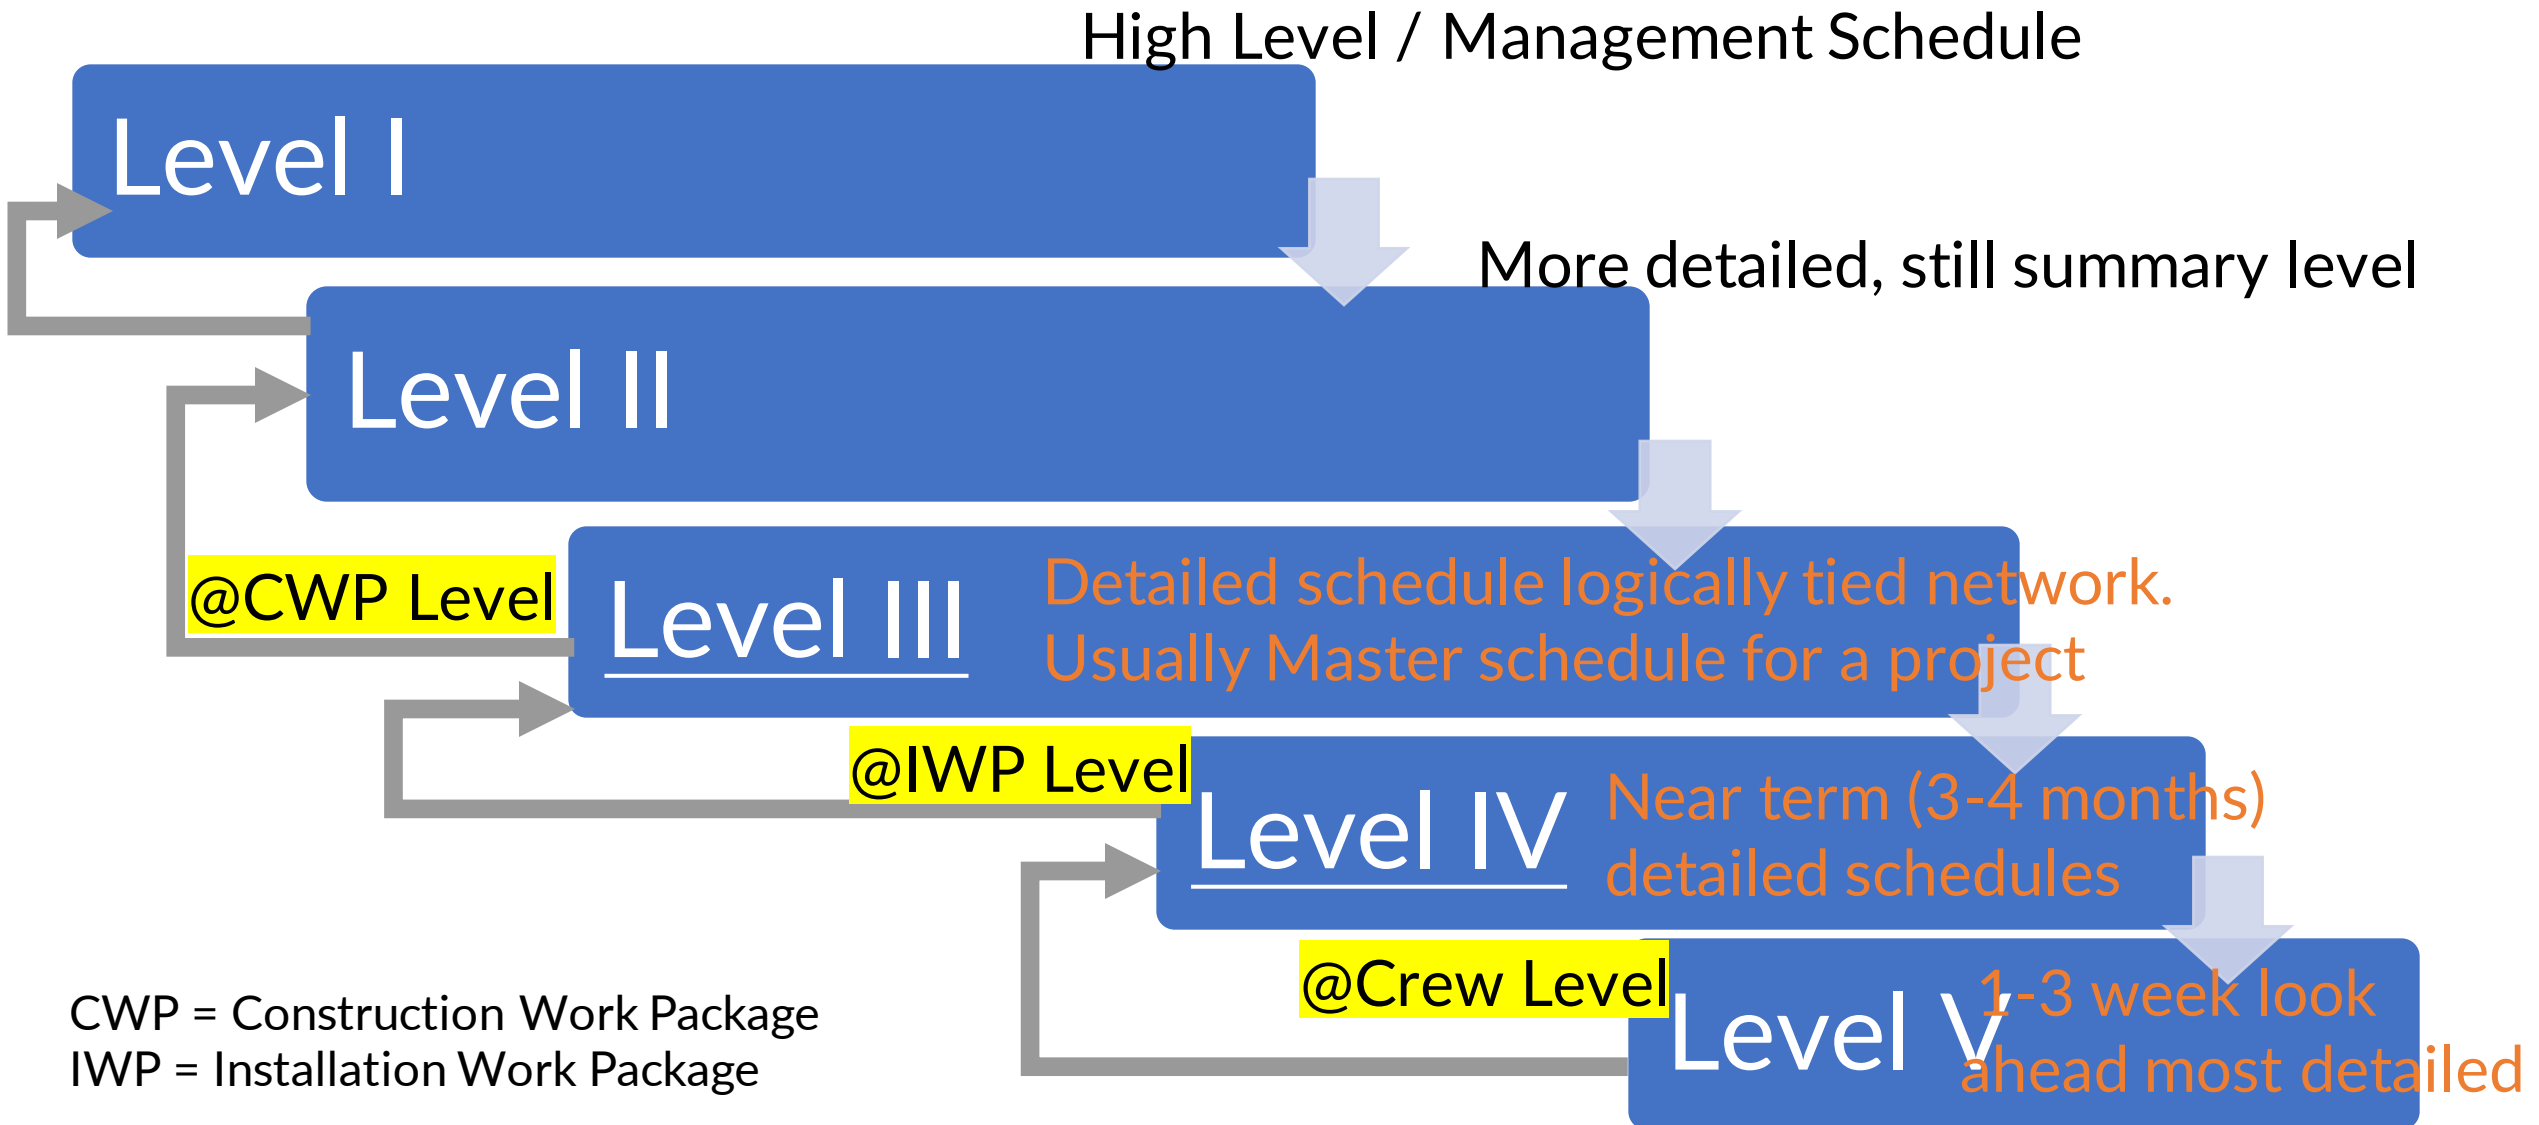 High Level / Management Schedule
Level I
More detailed, still summary level
Level II
@CWP Level
Level III
Detailed schedule logically tied network.
Usually Master schedule for a project
@IWP Level
Level IV
Near term (3-4 months)
detailed schedules
@Crew Level
Level V
1-3 week look
ahead most detailed
CWP = Construction Work Package
IWP = Installation Work Package